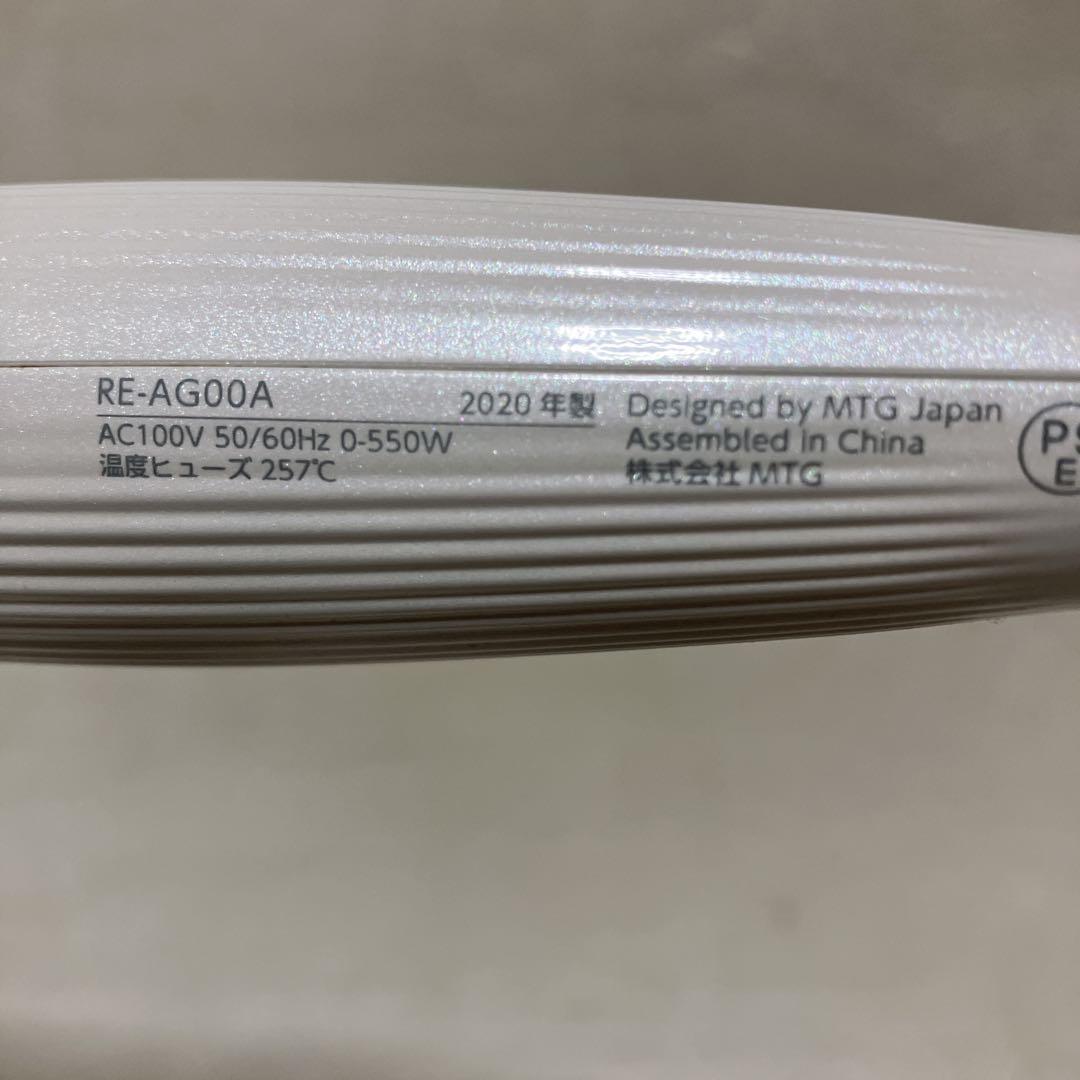 RE-AG00A
2020 年製
AC100V 50/60Hz 0-550W
温度ヒューズ 257℃
Designed by MTG Japan
Assembled in China
株式会社 MTG
PS
E